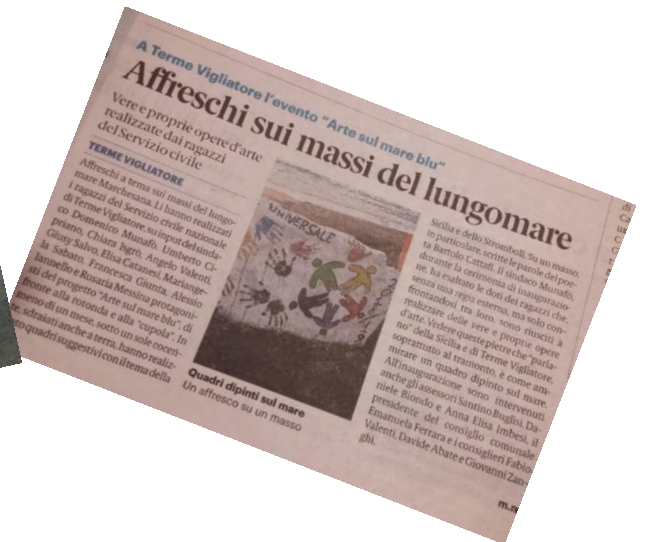 A Terme Vigliatore l'evento "Arte sul mare blu"
Affreschi sui massi del lungomare
Vere e proprie opere d'arte
realizzate dai ragazzi
del Servizio civile
TERME VIGLIATORE
Affreschi a tema sui massi del lungo-
mare Marchesana. Li hanno realizzati
i ragazzi del Servizio civile nazionale
di Terme Vigliatore, su input del sinda-
co Domenico Munafò. Umberto Ci-
priano, Chiara Isgrò, Angelo Valenti,
Giusy Salvo, Elisa Catanesi, Mariange-
la Sabato, Francesca Giunta, Alessio
Iannello e Rosaria Messina protagoni-
sti del progetto "Arte sul mare blu", di
fronte alla rotonda e alla "cupola". In
meno di un mese, sotto un sole cocen-
te, sdraiati anche a terra, hanno realiz-
to quadri suggestivi con il tema della
UNIVERSALE
Quadri dipinti sul mare
Un affresco su un masso
Sicilia e dello Stromboli. Su un masso,
in particolare, scritte le parole del poe-
ta Bartolo Cattafi. Il sindaco Munafò,
durante la cerimonia di inaugurazio-
ne, ha esaltato le doti dei ragazzi che
senza una regia esterna, ma solo con-
frontandosi tra loro, sono riusciti a
realizzare delle vere e proprie opere
d'arte. Vedere queste pietre che "parla-
no" della Sicilia e di Terme Vigliatore,
soprattutto al tramonto, è come am-
mirare un quadro dipinto sul mare.
All'inaugurazione sono intervenuti
anche gli assessori Santino Buglisi, Da-
niele Biondo e Anna Elisa Imbesi, il
presidente del consiglio comunale
Emanuela Ferrara e i consiglieri Fabio
Valenti, Davide Abate e Giovanni Zan-
ghì.